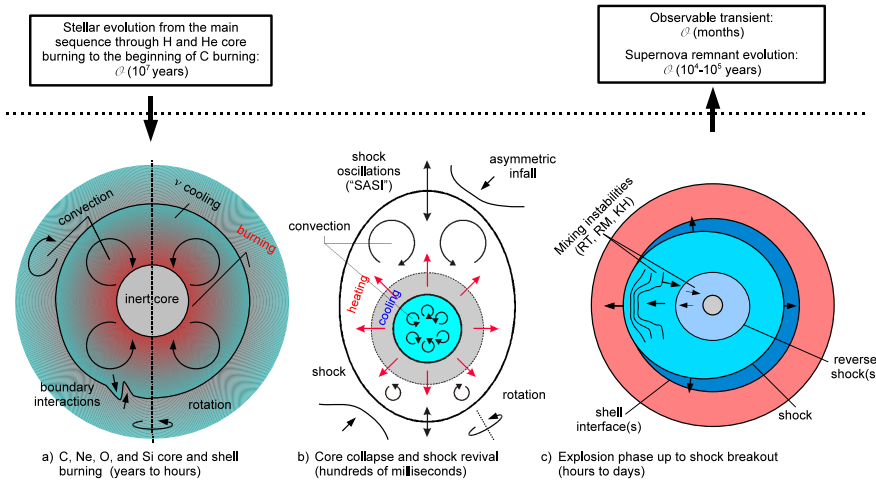 Stellar evolution from the main
sequence through H and He core
burning to the beginning of C burning:
𝒪 (10⁷ years)
Observable transient:
𝒪 (months)
Supernova remnant evolution:
𝒪 (10⁴-10⁵ years)
ν cooling
convection
burning
inert core
boundary
interactions
rotation
a) C, Ne, O, and Si core and shell
burning (years to hours)
shock
oscillations
("SASI")
asymmetric
infall
convection
heating
cooling
shock
rotation
b) Core collapse and shock revival
(hundreds of milliseconds)
Mixing instabilities
(RT, RM, KH)
reverse
shock(s
shock
shell
interface(s)
c) Explosion phase up to shock breakout
(hours to days)